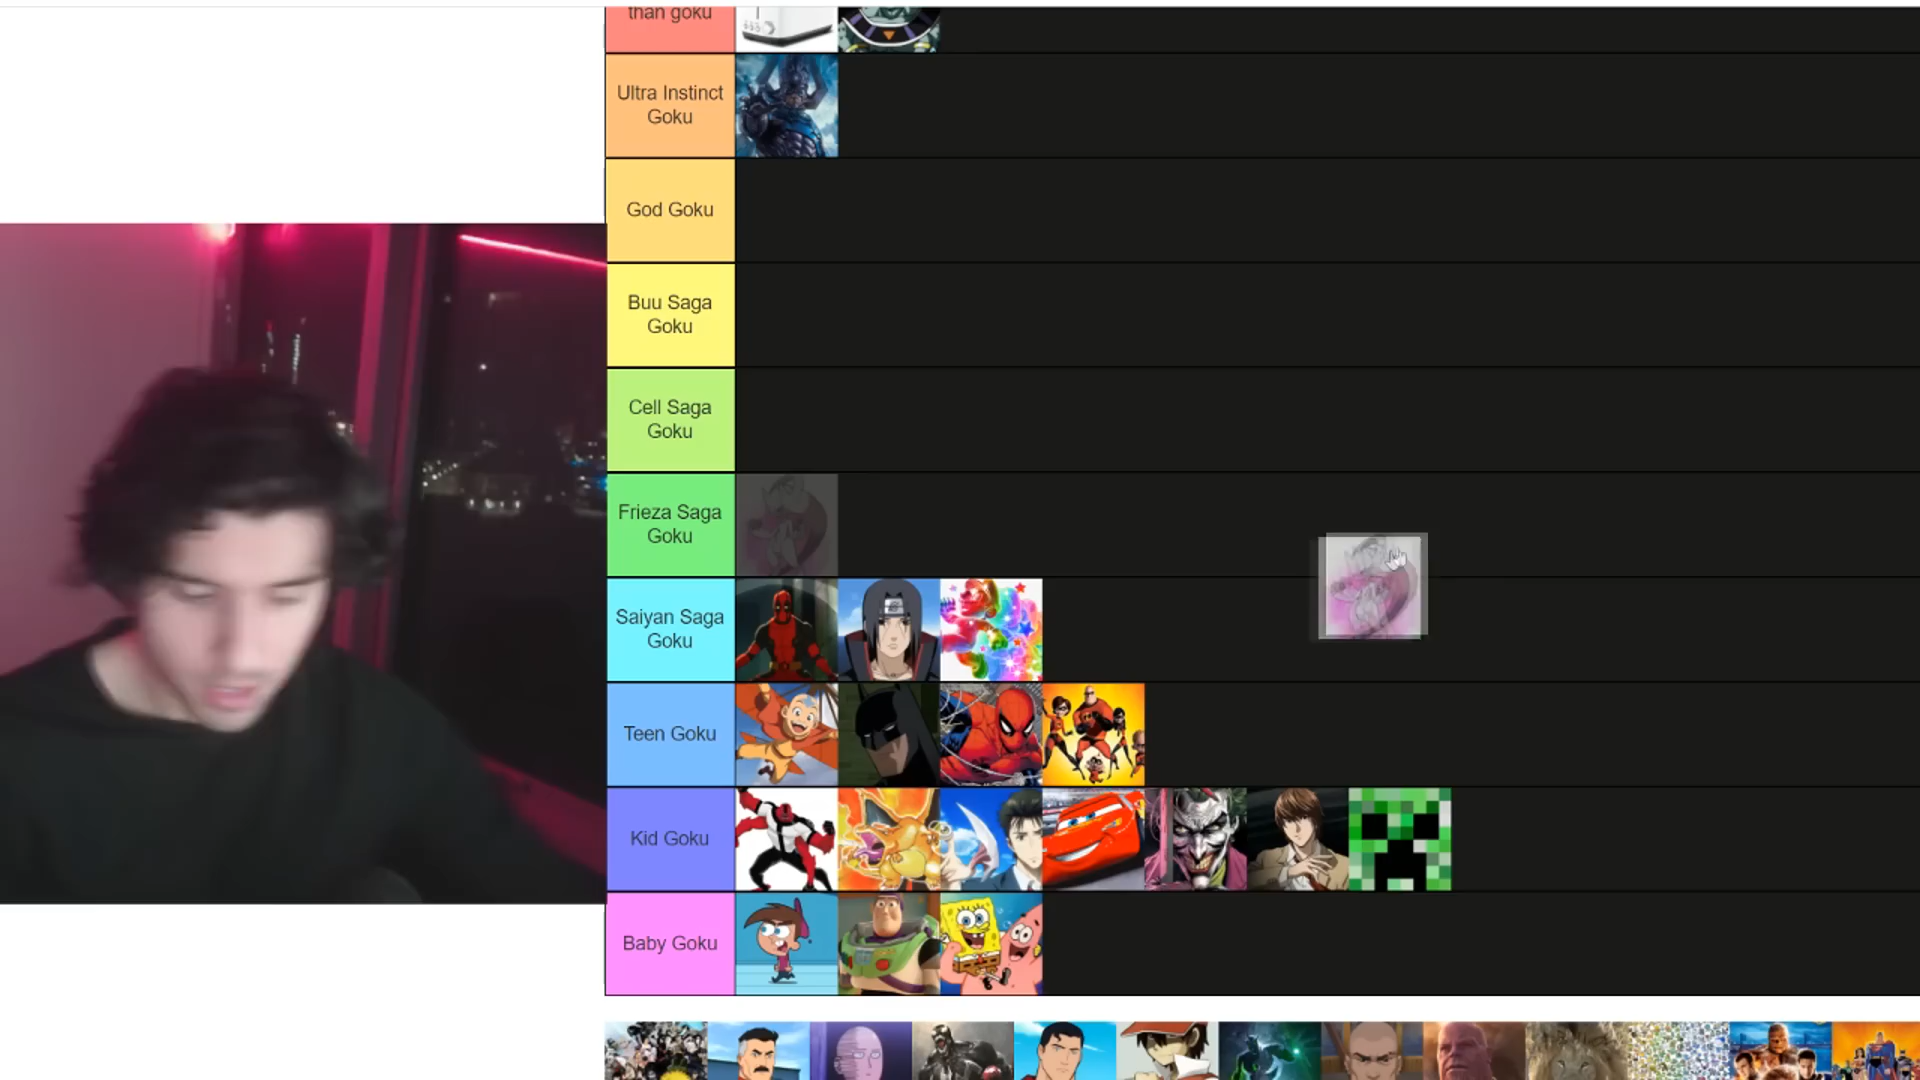 than goku
Ultra Instinct
Goku
God Goku
Buu Saga
Goku
Cell Saga
Goku
Frieza Saga
Goku
Saiyan Saga
Goku
Teen Goku
Kid Goku
Baby Goku